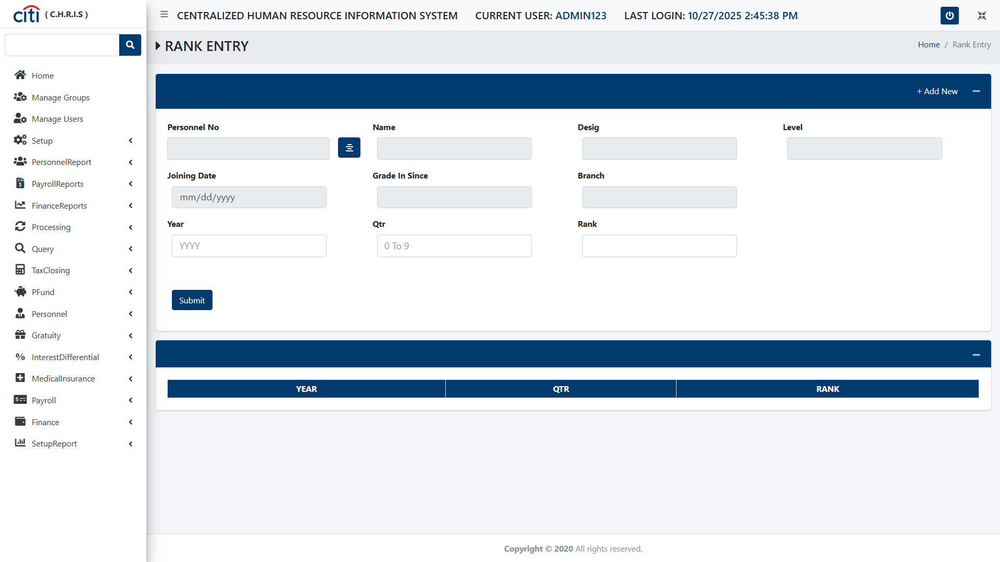 citi ( C.H.R.I.S )
CENTRALIZED HUMAN RESOURCE INFORMATION SYSTEM CURRENT USER: ADMIN123 LAST LOGIN: 10/27/2025 2:45:38 PM
RANK ENTRY
Home / Rank Entry
Home
Manage Groups
Manage Users
Setup
PersonnelReport
PayrollReports
FinanceReports
Processing
Query
TaxClosing
PFund
Personnel
Gratuity
% InterestDifferential
MedicalInsurance
Payroll
Finance
SetupReport
+ Add New
Personnel No Name Desig Level
Joining Date Grade In Since Branch
mm/dd/yyyy
Year Qtr Rank
YYYY 0 To 9
Submit
YEAR QTR RANK
Copyright © 2020 All rights reserved.